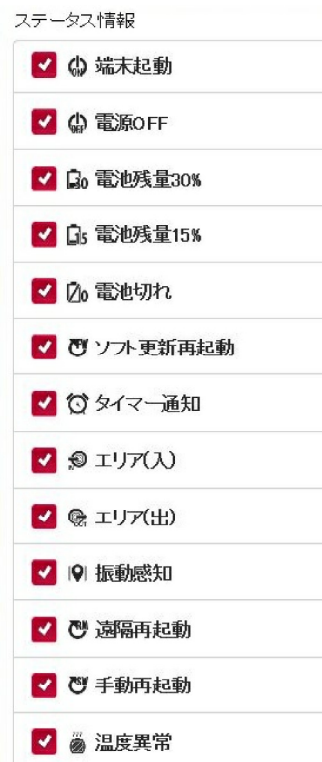 ステータス情報
端末起動
電源OFF
電池残量30%
電池残量15%
電池切れ
ソフト更新再起動
タイマー通知
エリア(入)
エリア(出)
振動感知
遠隔再起動
手動再起動
温度異常